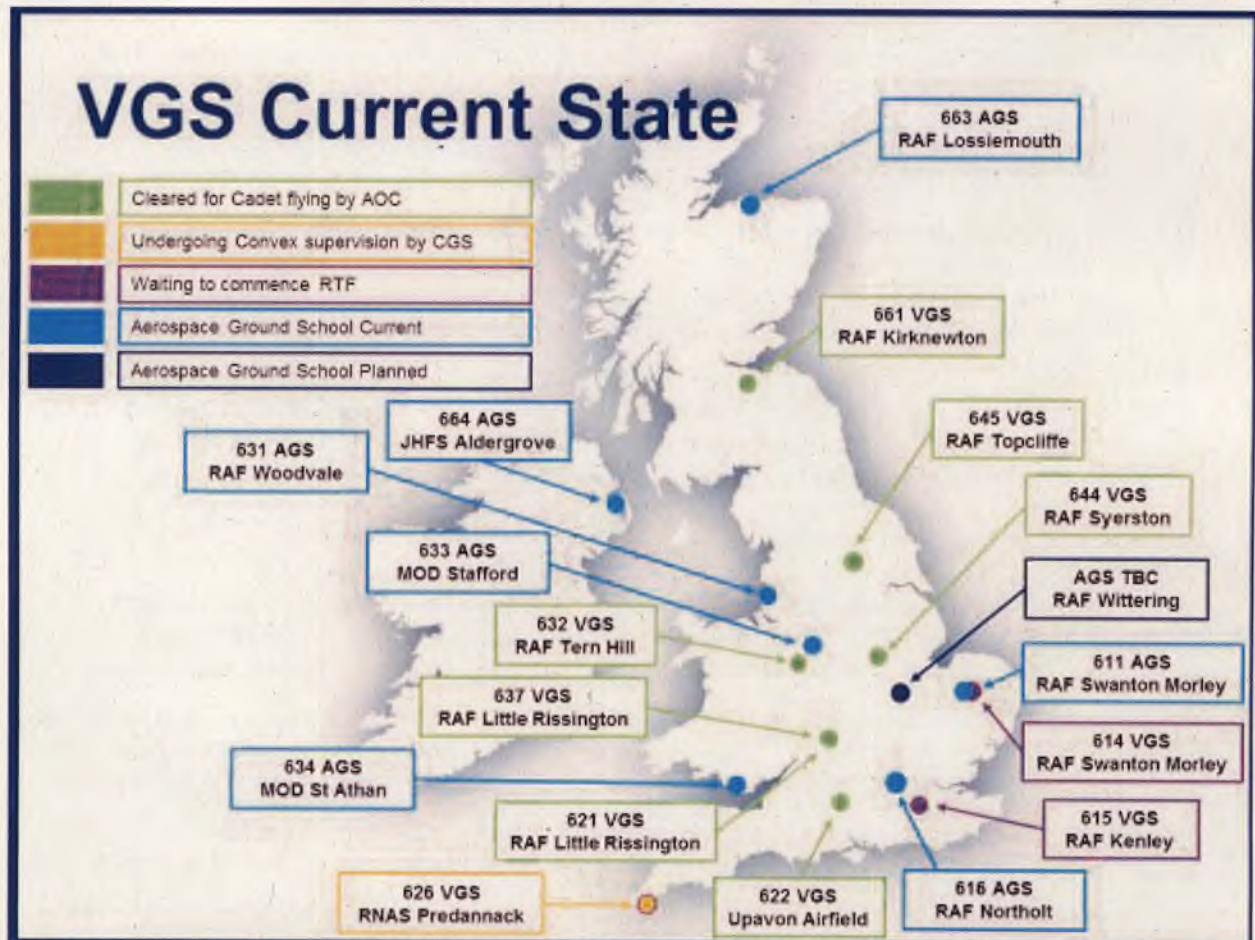 VGS Current State
Cleared for Cadet flying by AOC
Undergoing Convex supervision by CGS
Waiting to commence RTF
Aerospace Ground School Current
Aerospace Ground School Planned
663 AGS
RAF Lossiemouth
661 VGS
RAF Kirknewton
664 AGS
JHFS Aldergrove
645 VGS
RAF Topcliffe
631 AGS
RAF Woodvale
644 VGS
RAF Syerston
633 AGS
MOD Stafford
AGS TBC
RAF Wittering
632 VGS
RAF Tern Hill
611 AGS
RAF Swanton Morley
637 VGS
RAF Little Rissington
614 VGS
RAF Swanton Morley
634 AGS
MOD St Athan
621 VGS
RAF Little Rissington
615 VGS
RAF Kenley
626 VGS
RNAS Predannack
622 VGS
Upavon Airfield
616 AGS
RAF Northolt